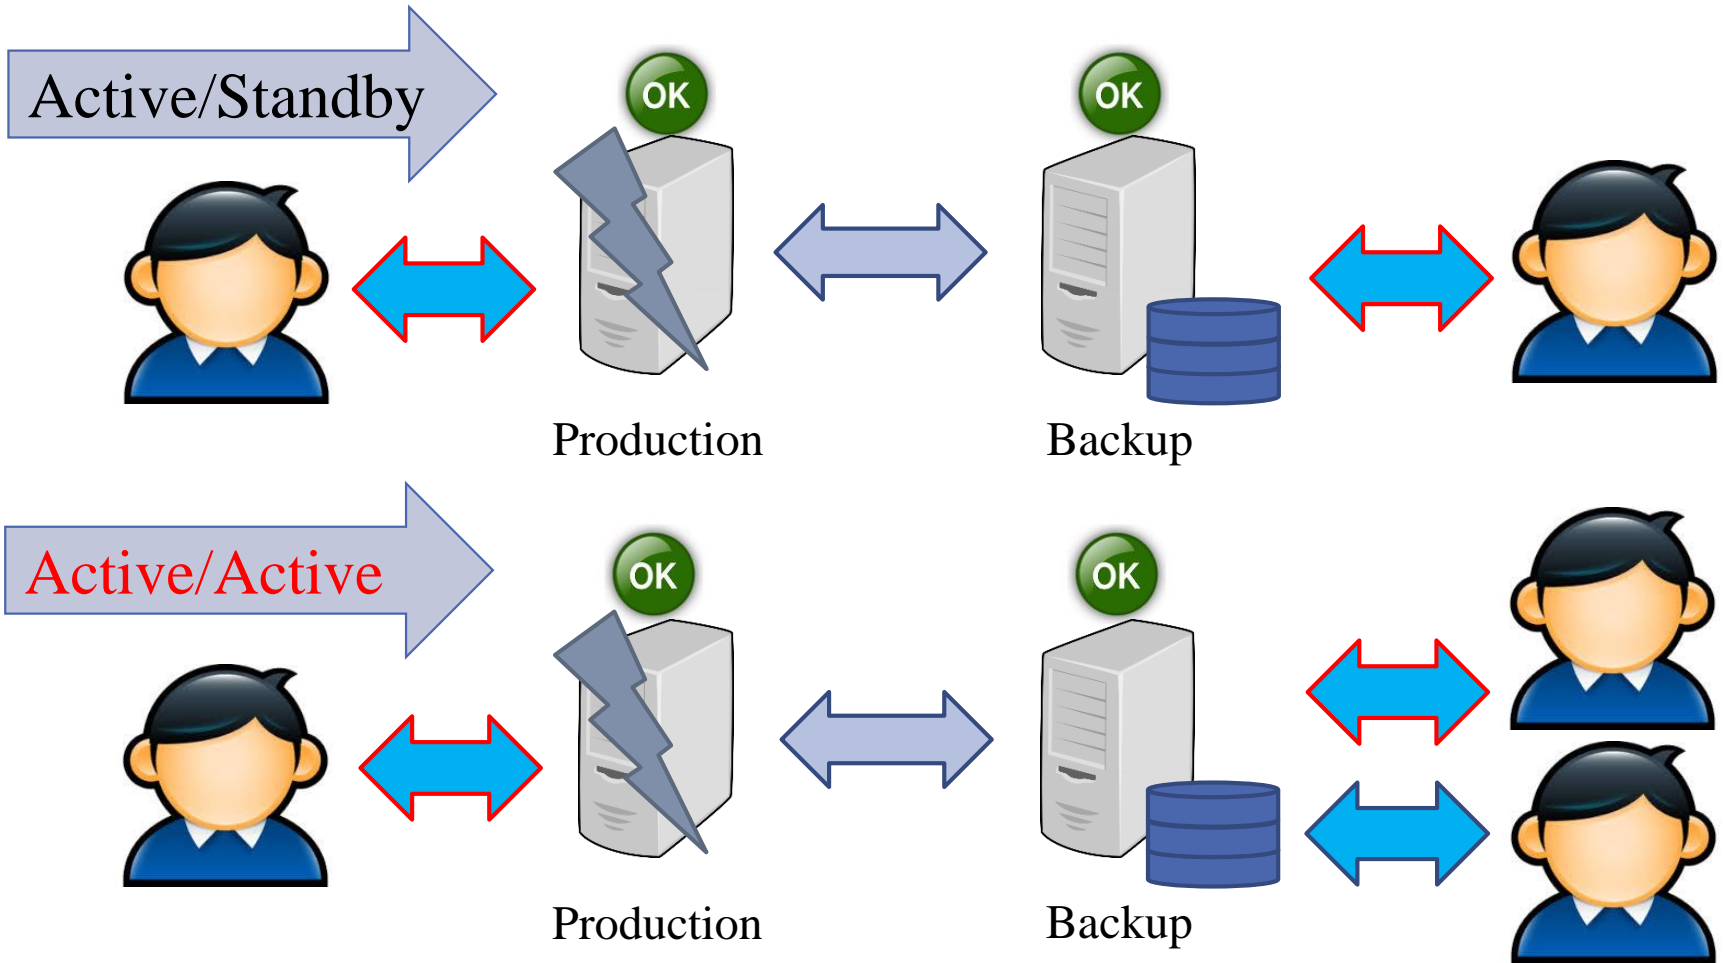 Active/Standby
OK
OK
Production
Backup
Active/Active
OK
OK
Production
Backup